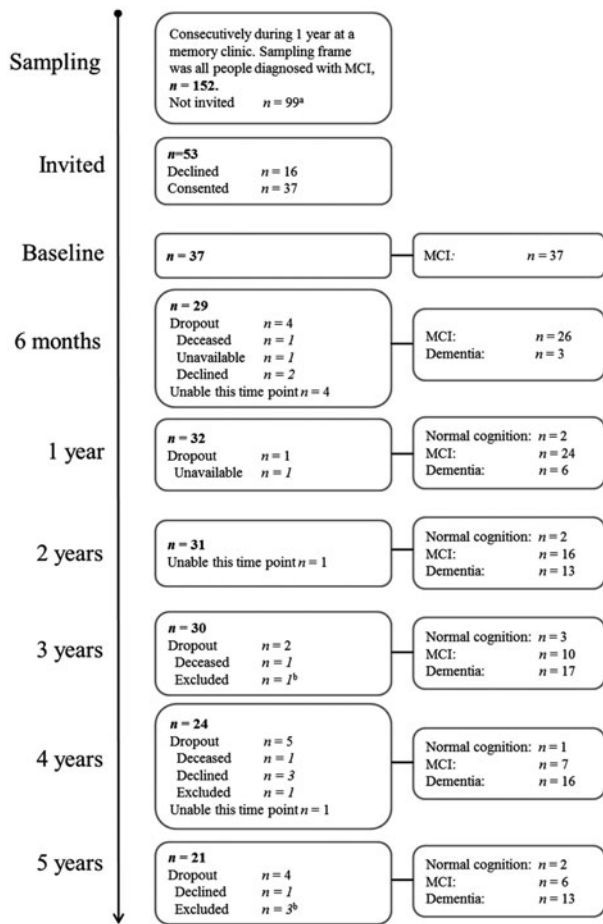 Sampling
Consecutively during 1 year at a
memory clinic. Sampling frame
was all people diagnosed with MCI,
n = 152.
Not invited n = 99a
Invited
n=53
Declined n = 16
Consented n = 37
Baseline
n = 37
MCI: n = 37
6 months
n = 29
Dropout n = 4
Deceased n = 1
Unavailable n = 1
Declined n = 2
Unable this time point n = 4
MCI: n = 26
Dementia: n = 3
1 year
n = 32
Dropout n = 1
Unavailable n = 1
Normal cognition: n = 2
MCI: n = 24
Dementia: n = 6
2 years
n = 31
Unable this time point n = 1
Normal cognition: n = 2
MCI: n = 16
Dementia: n = 13
3 years
n = 30
Dropout n = 2
Deceased n = 1
Excluded n = 1b
Normal cognition: n = 3
MCI: n = 10
Dementia: n = 17
4 years
n = 24
Dropout n = 5
Deceased n = 1
Declined n = 3
Excluded n = 1
Unable this time point n = 1
Normal cognition: n = 1
MCI: n = 7
Dementia: n = 16
5 years
n = 21
Dropout n = 4
Declined n = 1
Excluded n = 3b
Normal cognition: n = 2
MCI: n = 6
Dementia: n = 13